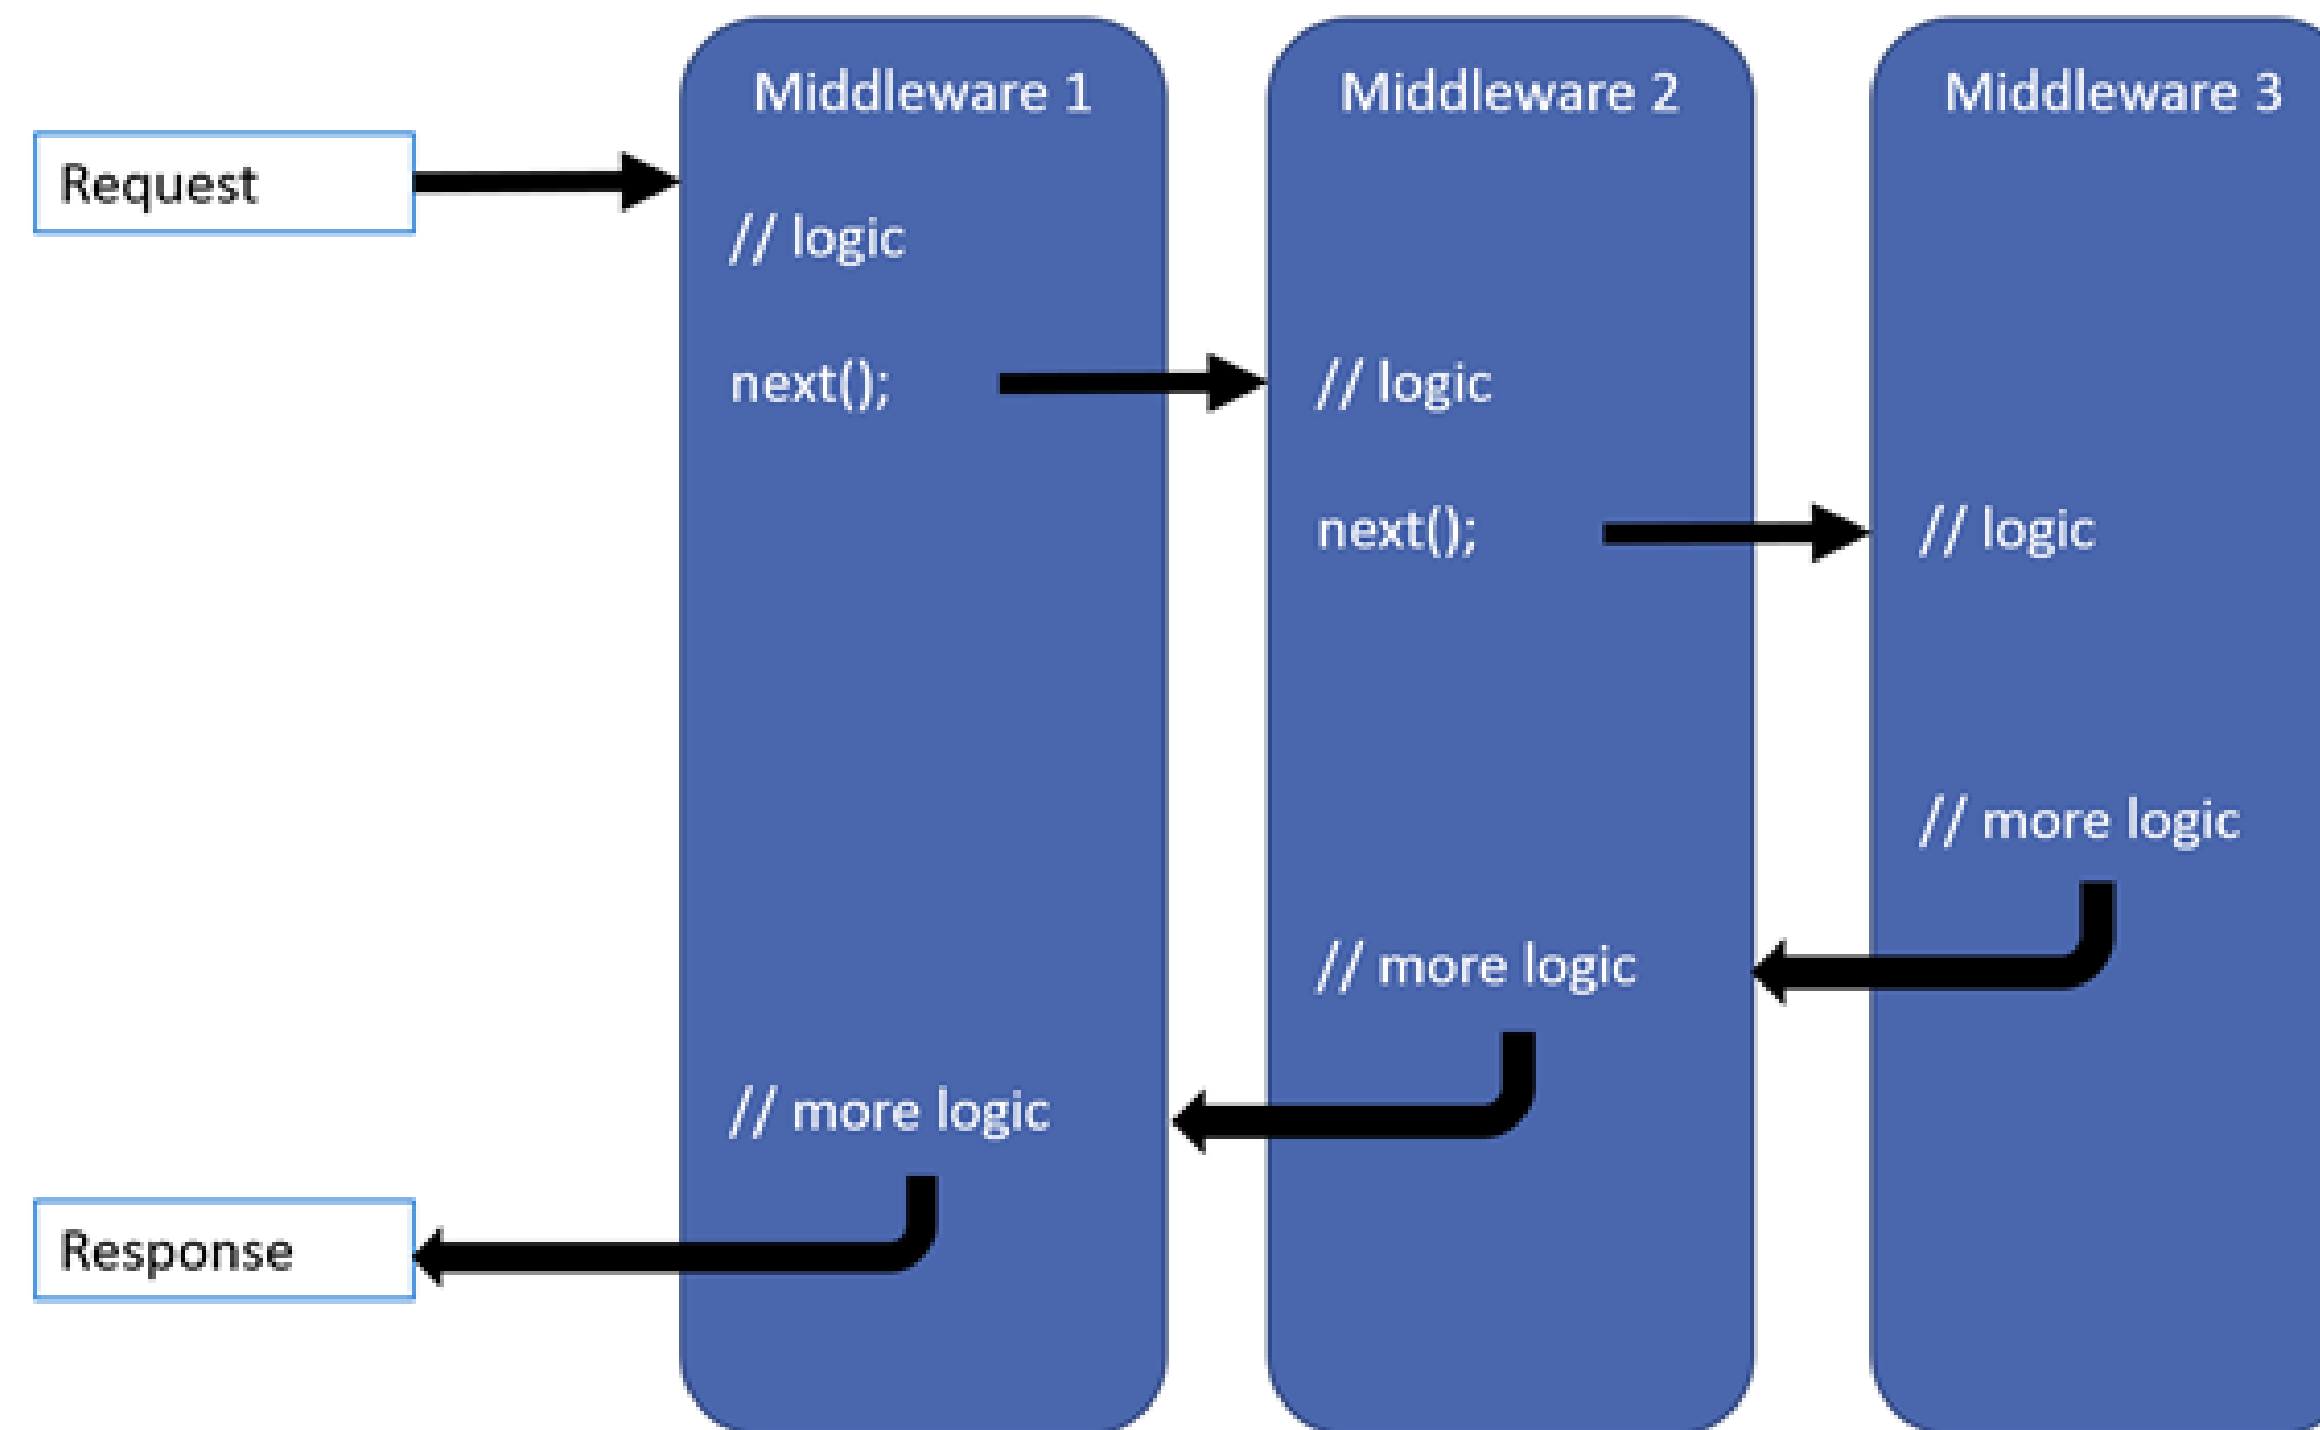 Middleware 1
Middleware 2
Middleware 3
Request
// logic
next();
// logic
next();
// logic
// more logic
// more logic
// more logic
Response